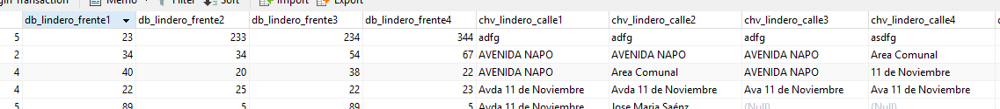 gin Transaction Memo Filter Sort Import Export
db_lindero_frente1 db_lindero_frente2 db_lindero_frente3 db_lindero_frente4 chv_lindero_calle1 chv_lindero_calle2 chv_lindero_calle3 chv_lindero_calle4
5 23 233 234 344 adfg adfg adfg asdfg
2 34 34 54 67 AVENIDA NAPO AVENIDA NAPO AVENIDA NAPO Area Comunal
4 40 20 38 22 AVENIDA NAPO Area Comunal AVENIDA NAPO 11 de Noviembre
4 22 25 22 23 Avda 11 de Noviembre Avda 11 de Noviembre Ava 11 de Noviembre Ava 11 de Noviembre
5 89 5 89 5 Avda 11 de Noviembre Jose Maria Saénz (Null) (Null)